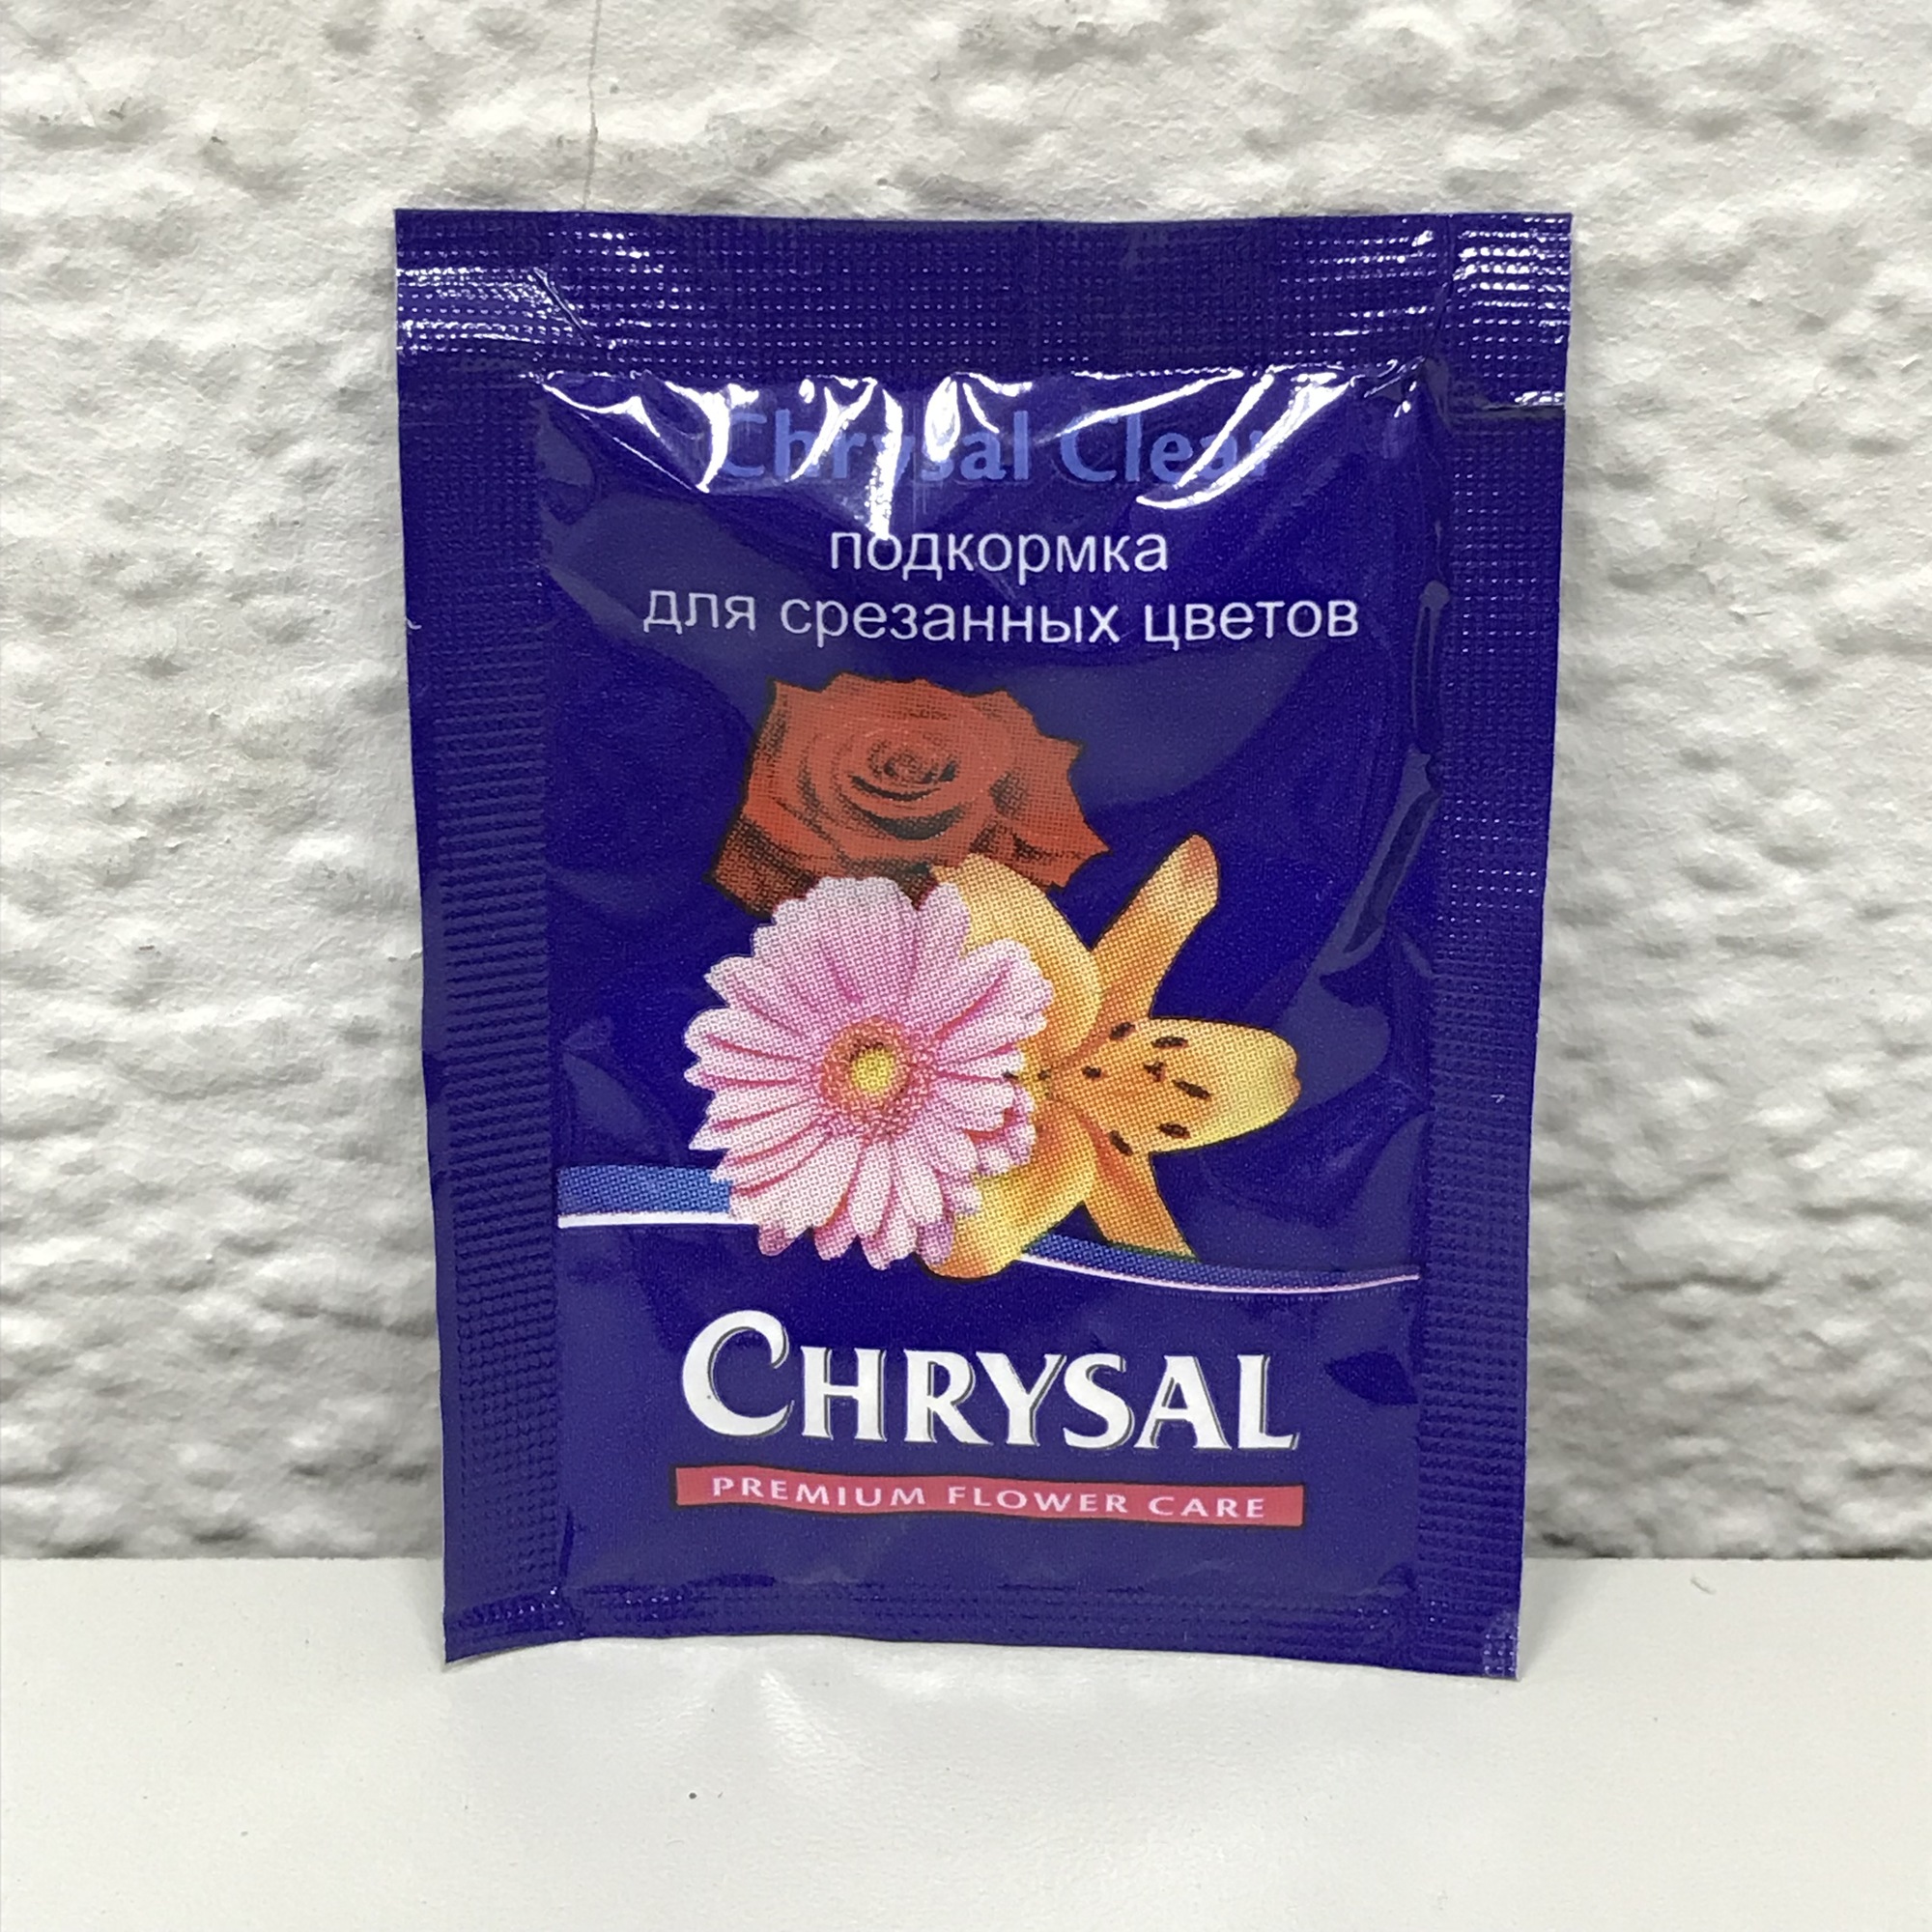 Chrysal Clear
подкормка
для срезанных цветов
CHRYSAL
PREMIUM FLOWER CARE